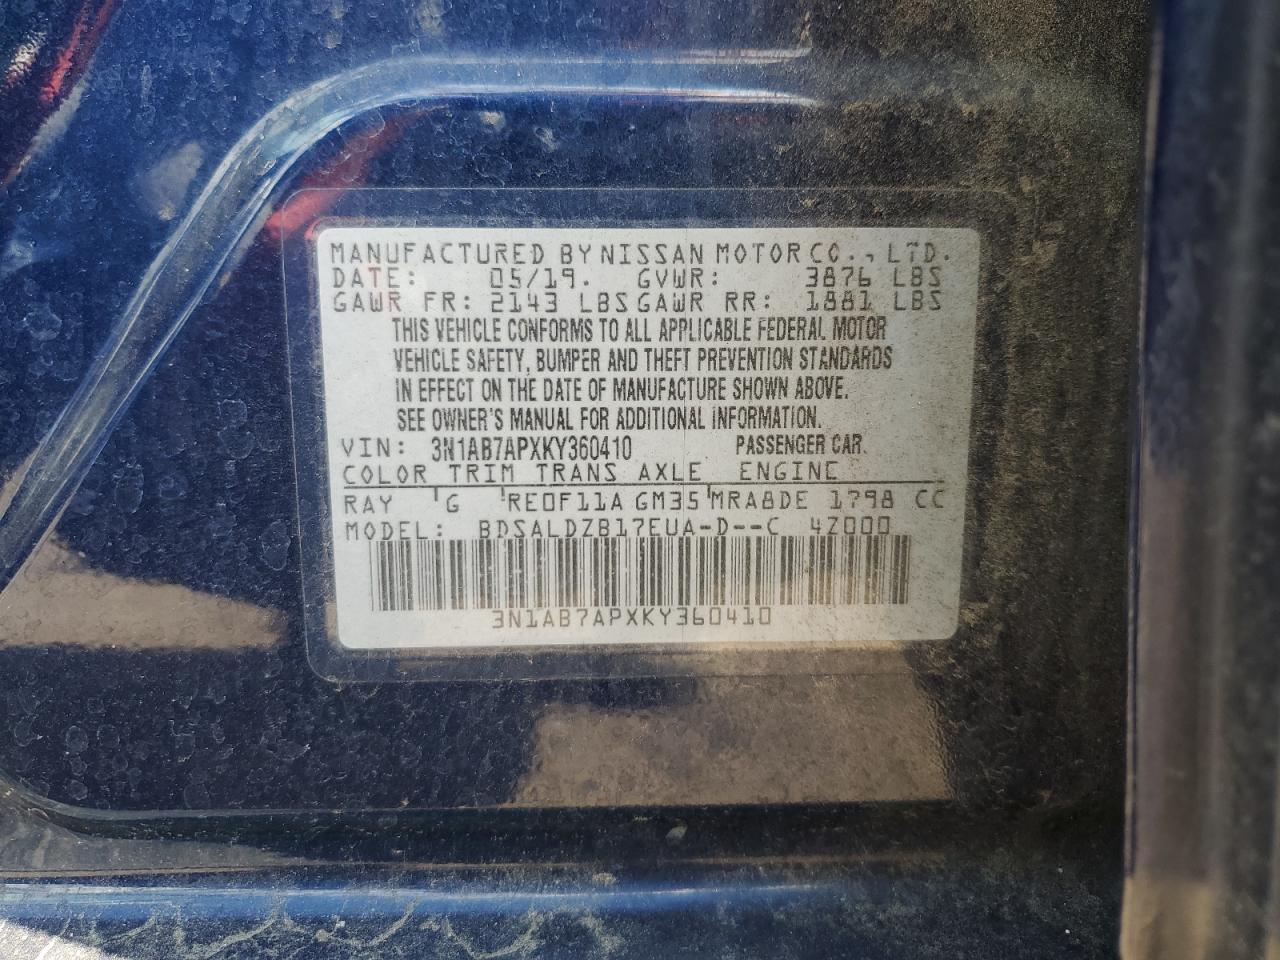 MANUFACTURED BY NISSAN MOTOR CO., LTD.
DATE: 05/19. GVWR: 3876 LBS
GAWR FR: 2143 LBS GAWR RR: 1881 LBS
THIS VEHICLE CONFORMS TO ALL APPLICABLE FEDERAL MOTOR
VEHICLE SAFETY, BUMPER AND THEFT PREVENTION STANDARDS
IN EFFECT ON THE DATE OF MANUFACTURE SHOWN ABOVE.
SEE OWNER'S MANUAL FOR ADDITIONAL INFORMATION.
VIN: 3N1AB7APXKY360410 PASSENGER CAR.
COLOR TRIM TRANS AXLE ENGINE
RAY G RE0F11A GM35 MRA8DE 1798 CC
MODEL: BDSALDZB17EUA-D--C 4Z000
3N1AB7APXKY360410